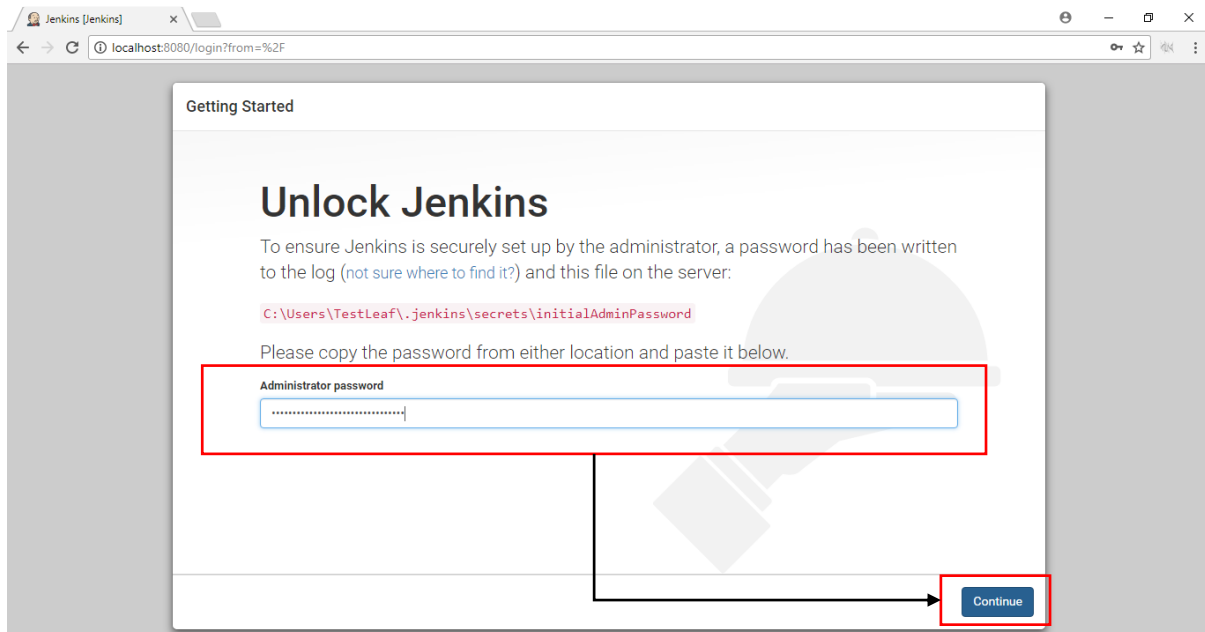 Jenkins [Jenkins]
localhost:8080/login?from=%2F
Getting Started
Unlock Jenkins
To ensure Jenkins is securely set up by the administrator, a password has been written
to the log (not sure where to find it?) and this file on the server:
C:\Users\TestLeaf\.jenkins\secrets\initialAdminPassword
Please copy the password from either location and paste it below.
Administrator password
Continue